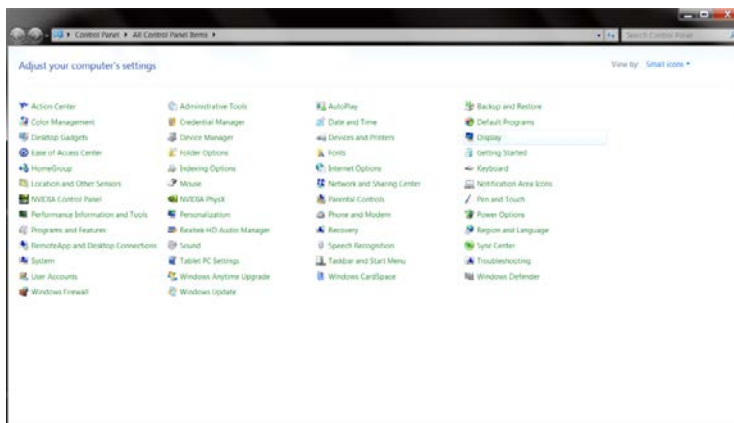 Control Panel ▸ All Control Panel Items ▸
Search Control Panel
Adjust your computer's settings
View by: Small icons
Action Center
Administrative Tools
AutoPlay
Backup and Restore
Color Management
Credential Manager
Date and Time
Default Programs
Desktop Gadgets
Device Manager
Devices and Printers
Display
Ease of Access Center
Folder Options
Fonts
Getting Started
HomeGroup
Indexing Options
Internet Options
Keyboard
Location and Other Sensors
Mouse
Network and Sharing Center
Notification Area Icons
NVIDIA Control Panel
NVIDIA PhysX
Parental Controls
Pen and Touch
Performance Information and Tools
Personalization
Phone and Modem
Power Options
Programs and Features
Realtek HD Audio Manager
Recovery
Region and Language
RemoteApp and Desktop Connections
Sound
Speech Recognition
Sync Center
System
Tablet PC Settings
Taskbar and Start Menu
Troubleshooting
User Accounts
Windows Anytime Upgrade
Windows CardSpace
Windows Defender
Windows Firewall
Windows Update